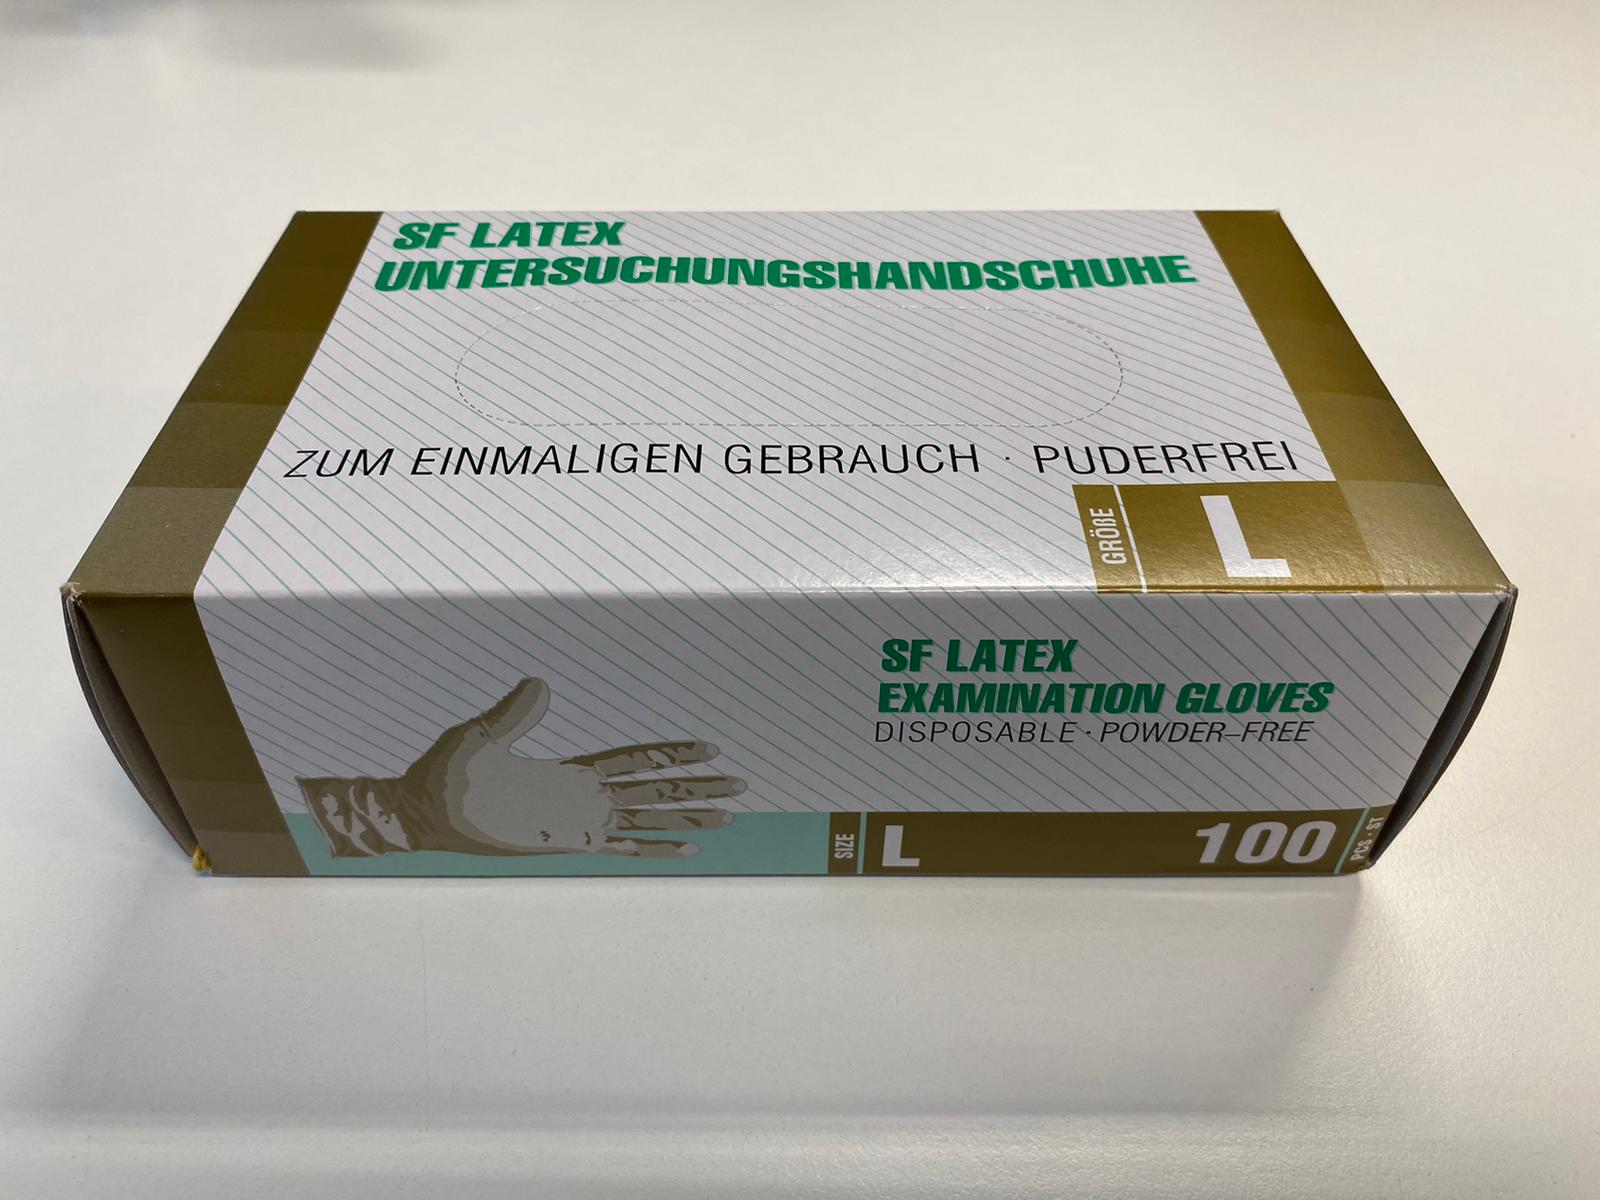 SF LATEX
UNTERSUCHUNGSHANDSCHUHE
ZUM EINMALIGEN GEBRAUCH · PUDERFREI
GRÖßE
L
SF LATEX
EXAMINATION GLOVES
DISPOSABLE · POWDER–FREE
SIZE
L
100
PCS · ST